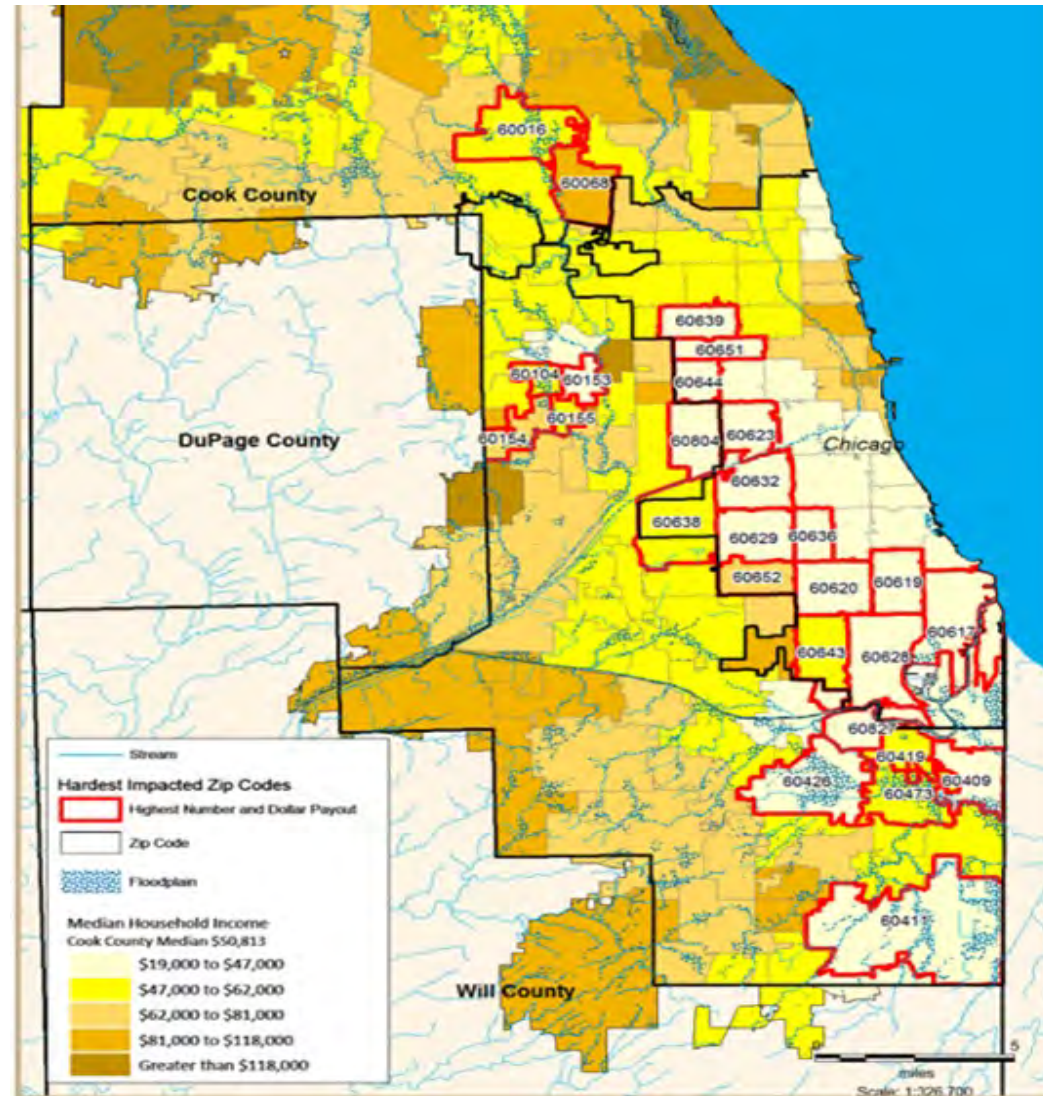 60016
60068
Cook County
60639
60651
60104
60153
60644
60155
60154
60804
60623
DuPage County
Chicago
60632
60638
60629
60636
60652
60620
60619
60617
60643
60628
60827
60419
60426
60409
60473
60411
Will County
Stream
Hardest Impacted Zip Codes
Highest Number and Dollar Payout
Zip Code
Floodplain
Median Household Income
Cook County Median $50,813
$19,000 to $47,000
$47,000 to $62,000
$62,000 to $81,000
$81,000 to $118,000
Greater than $118,000
0 5
miles
Scale: 1:326,700